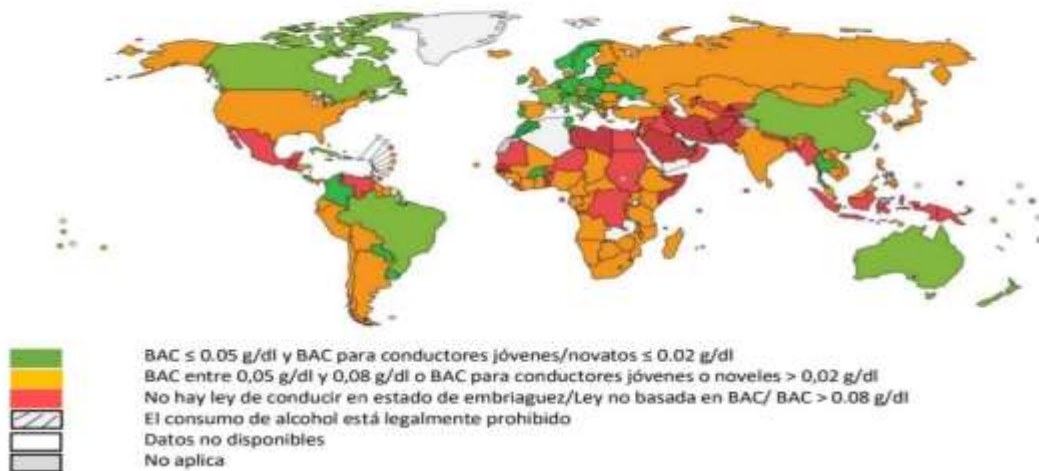 BAC ≤ 0.05 g/dl y BAC para conductores jóvenes/novatos ≤ 0.02 g/dl
BAC entre 0,05 g/dl y 0,08 g/dl o BAC para conductores jóvenes o noveles > 0,02 g/dl
No hay ley de conducir en estado de embriaguez/Ley no basada en BAC/ BAC > 0.08 g/dl
El consumo de alcohol está legalmente prohibido
Datos no disponibles
No aplica